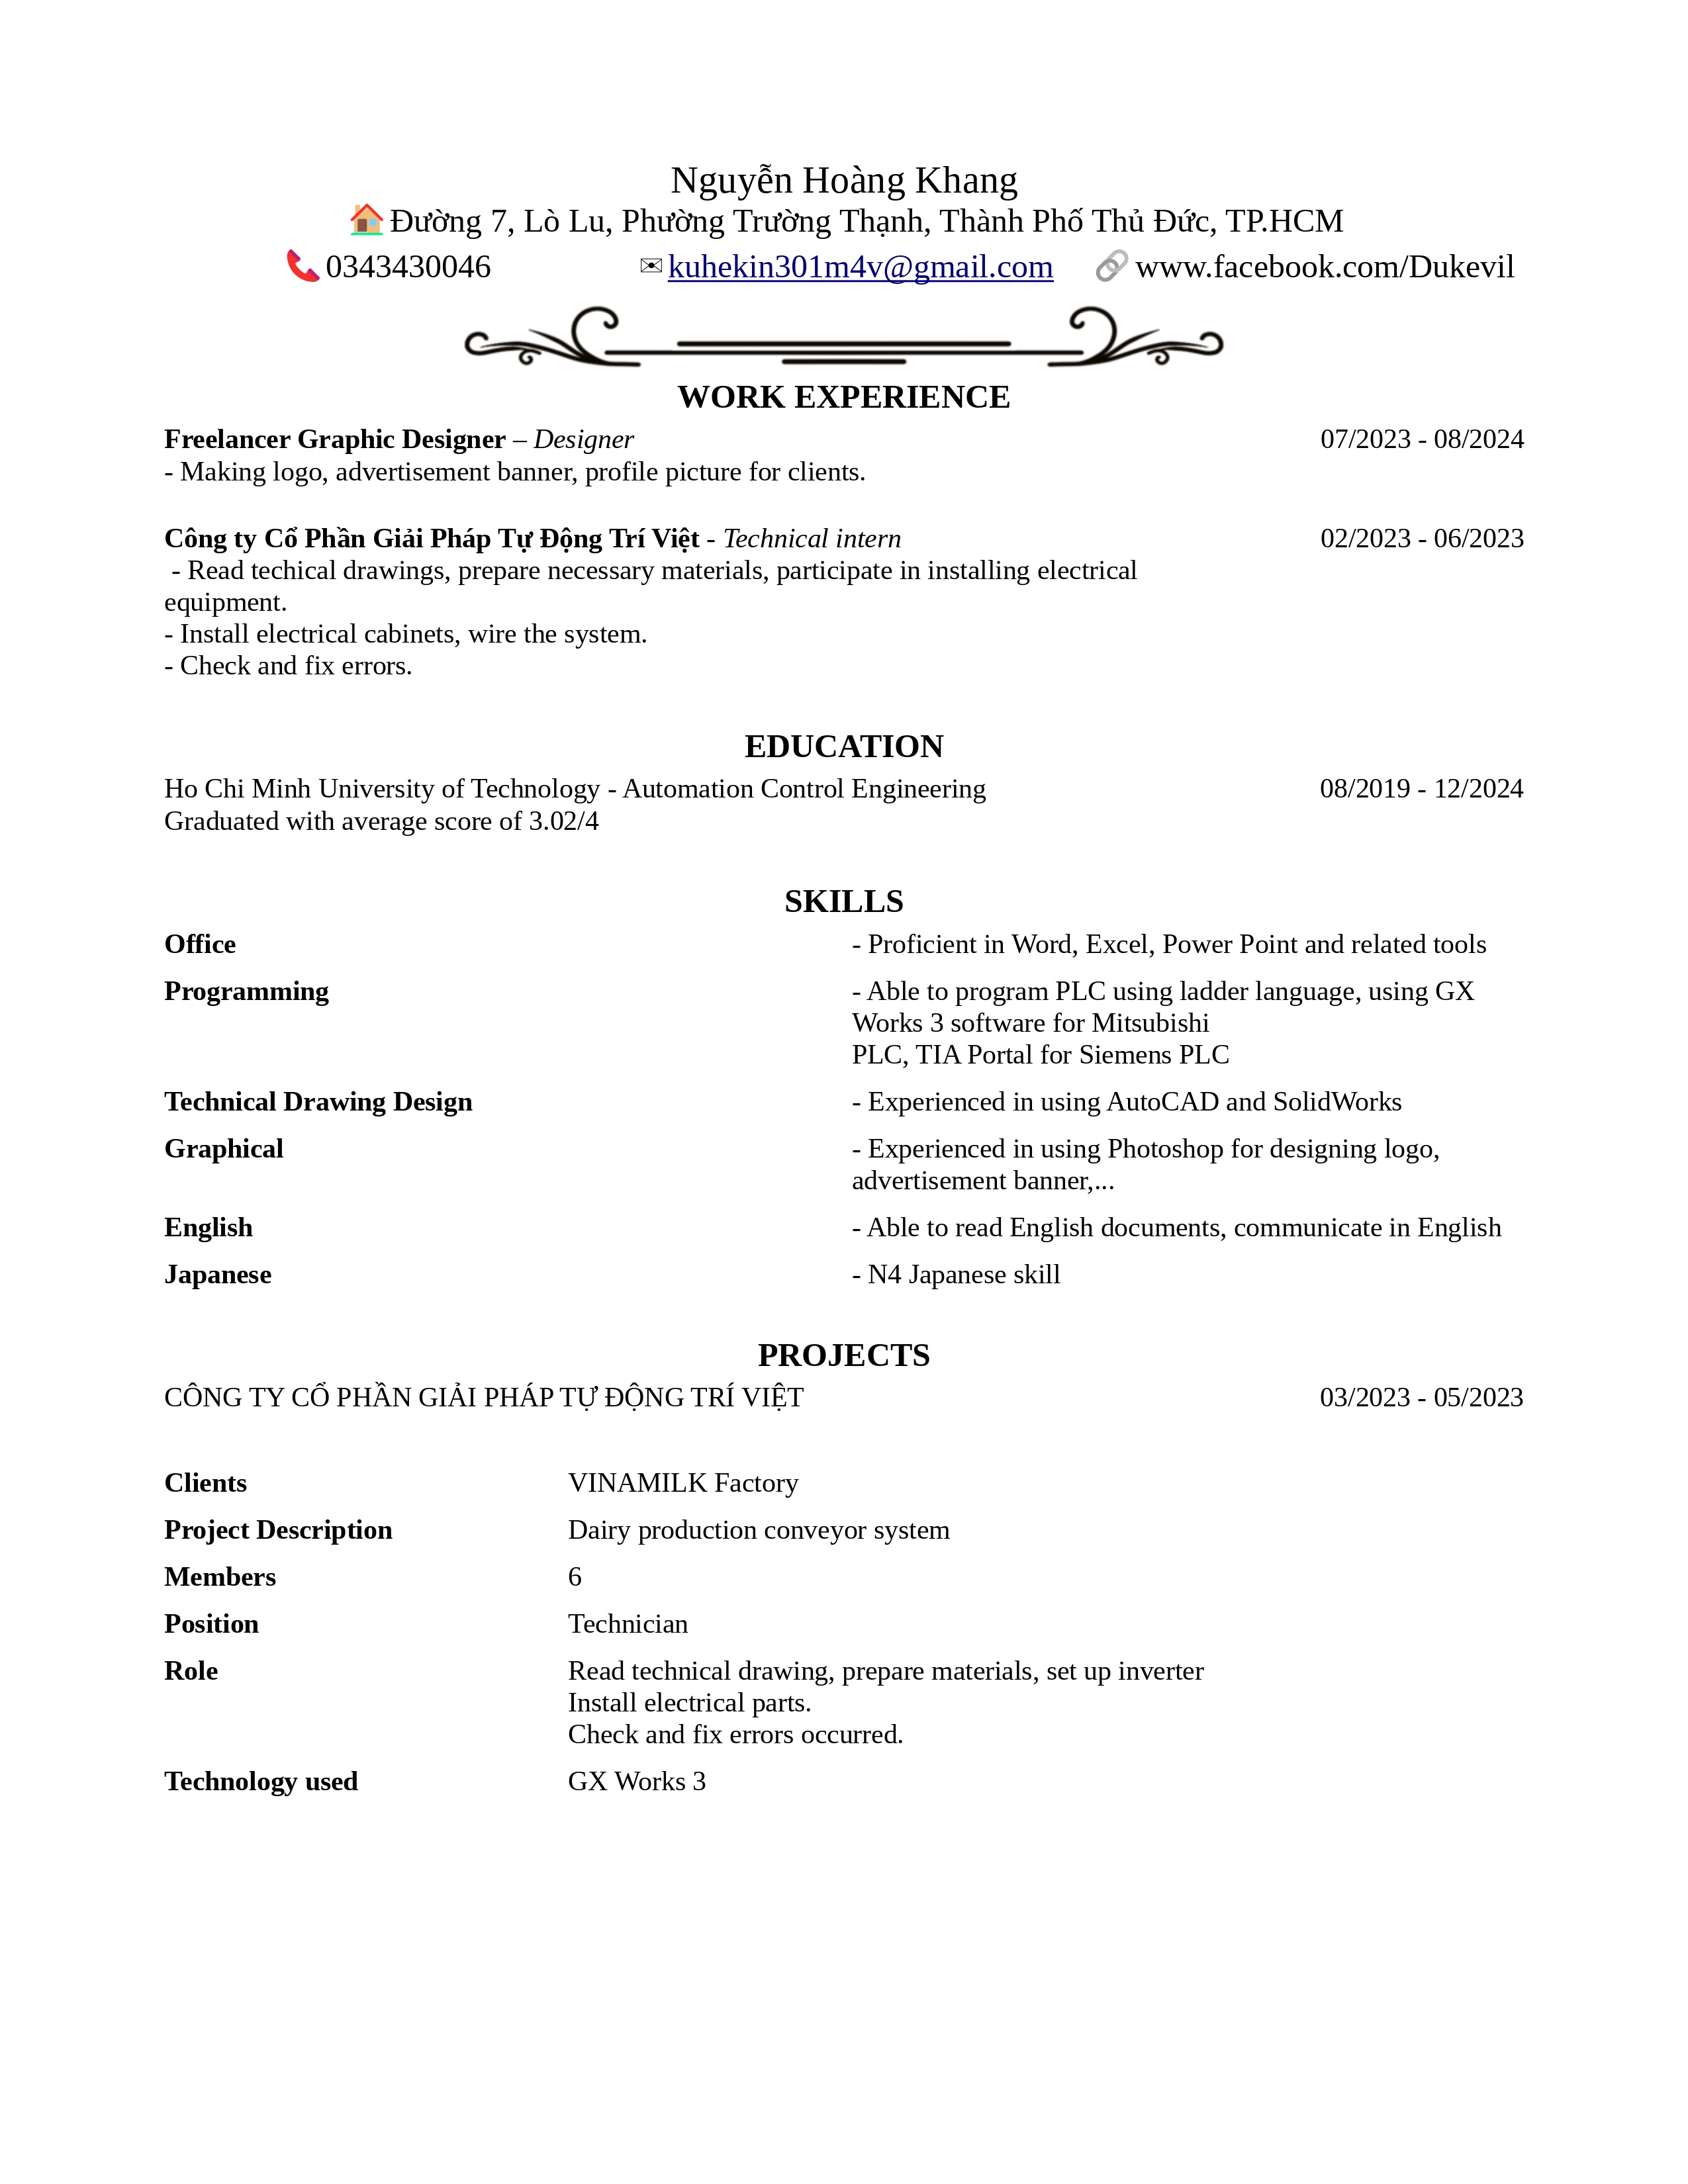 Nguyễn Hoàng Khang
Đường 7, Lò Lu, Phường Trường Thạnh, Thành Phố Thủ Đức, TP.HCM
0343430046 kuhekin301m4v@gmail.com www.facebook.com/Dukevil
WORK EXPERIENCE
Freelancer Graphic Designer – Designer 07/2023 - 08/2024
- Making logo, advertisement banner, profile picture for clients.
Công ty Cổ Phần Giải Pháp Tự Động Trí Việt - Technical intern 02/2023 - 06/2023
- Read techical drawings, prepare necessary materials, participate in installing electrical
equipment.
- Install electrical cabinets, wire the system.
- Check and fix errors.
EDUCATION
Ho Chi Minh University of Technology - Automation Control Engineering 08/2019 - 12/2024
Graduated with average score of 3.02/4
SKILLS
Office - Proficient in Word, Excel, Power Point and related tools
Programming - Able to program PLC using ladder language, using GX
Works 3 software for Mitsubishi
PLC, TIA Portal for Siemens PLC
Technical Drawing Design - Experienced in using AutoCAD and SolidWorks
Graphical - Experienced in using Photoshop for designing logo,
advertisement banner,...
English - Able to read English documents, communicate in English
Japanese - N4 Japanese skill
PROJECTS
CÔNG TY CỔ PHẦN GIẢI PHÁP TỰ ĐỘNG TRÍ VIỆT 03/2023 - 05/2023
Clients VINAMILK Factory
Project Description Dairy production conveyor system
Members 6
Position Technician
Role Read technical drawing, prepare materials, set up inverter
Install electrical parts.
Check and fix errors occurred.
Technology used GX Works 3